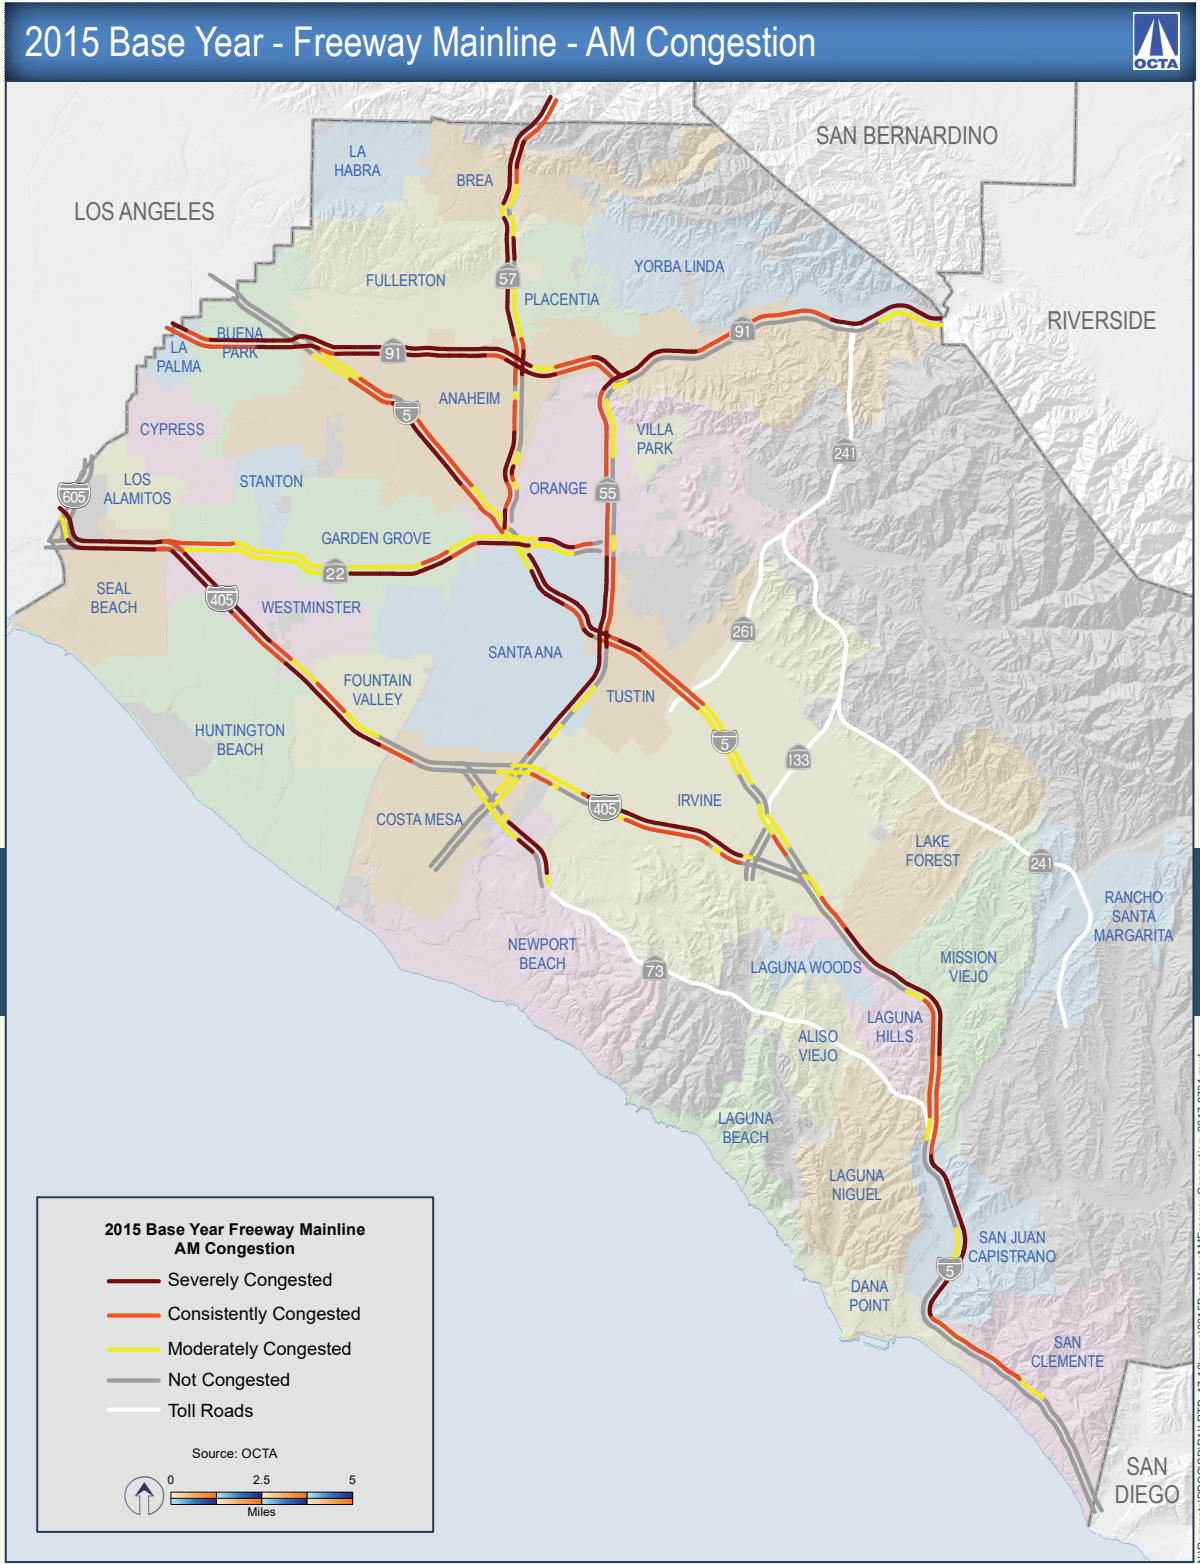 2015 Base Year - Freeway Mainline - AM Congestion
OCTA
SAN BERNARDINO
LA
HABRA
BREA
LOS ANGELES
YORBA LINDA
FULLERTON
57
PLACENTIA
RIVERSIDE
BUENA
PARK
91
LA
PALMA
91
ANAHEIM
5
CYPRESS
VILLA
PARK
241
LOS
ALAMITOS
STANTON
ORANGE
55
605
GARDEN GROVE
22
SEAL
BEACH
405
WESTMINSTER
261
SANTA ANA
FOUNTAIN
VALLEY
TUSTIN
HUNTINGTON
BEACH
5
133
IRVINE
405
COSTA MESA
LAKE
FOREST
241
RANCHO
SANTA
MARGARITA
NEWPORT
BEACH
MISSION
VIEJO
LAGUNA WOODS
73
LAGUNA
HILLS
ALISO
VIEJO
LAGUNA
BEACH
LAGUNA
NIGUEL
SAN JUAN
CAPISTRANO
5
DANA
POINT
SAN
CLEMENTE
SAN
DIEGO
2015 Base Year Freeway Mainline
AM Congestion
Severely Congested
Consistently Congested
Moderately Congested
Not Congested
Toll Roads
Source: OCTA
0 2.5 5
Miles